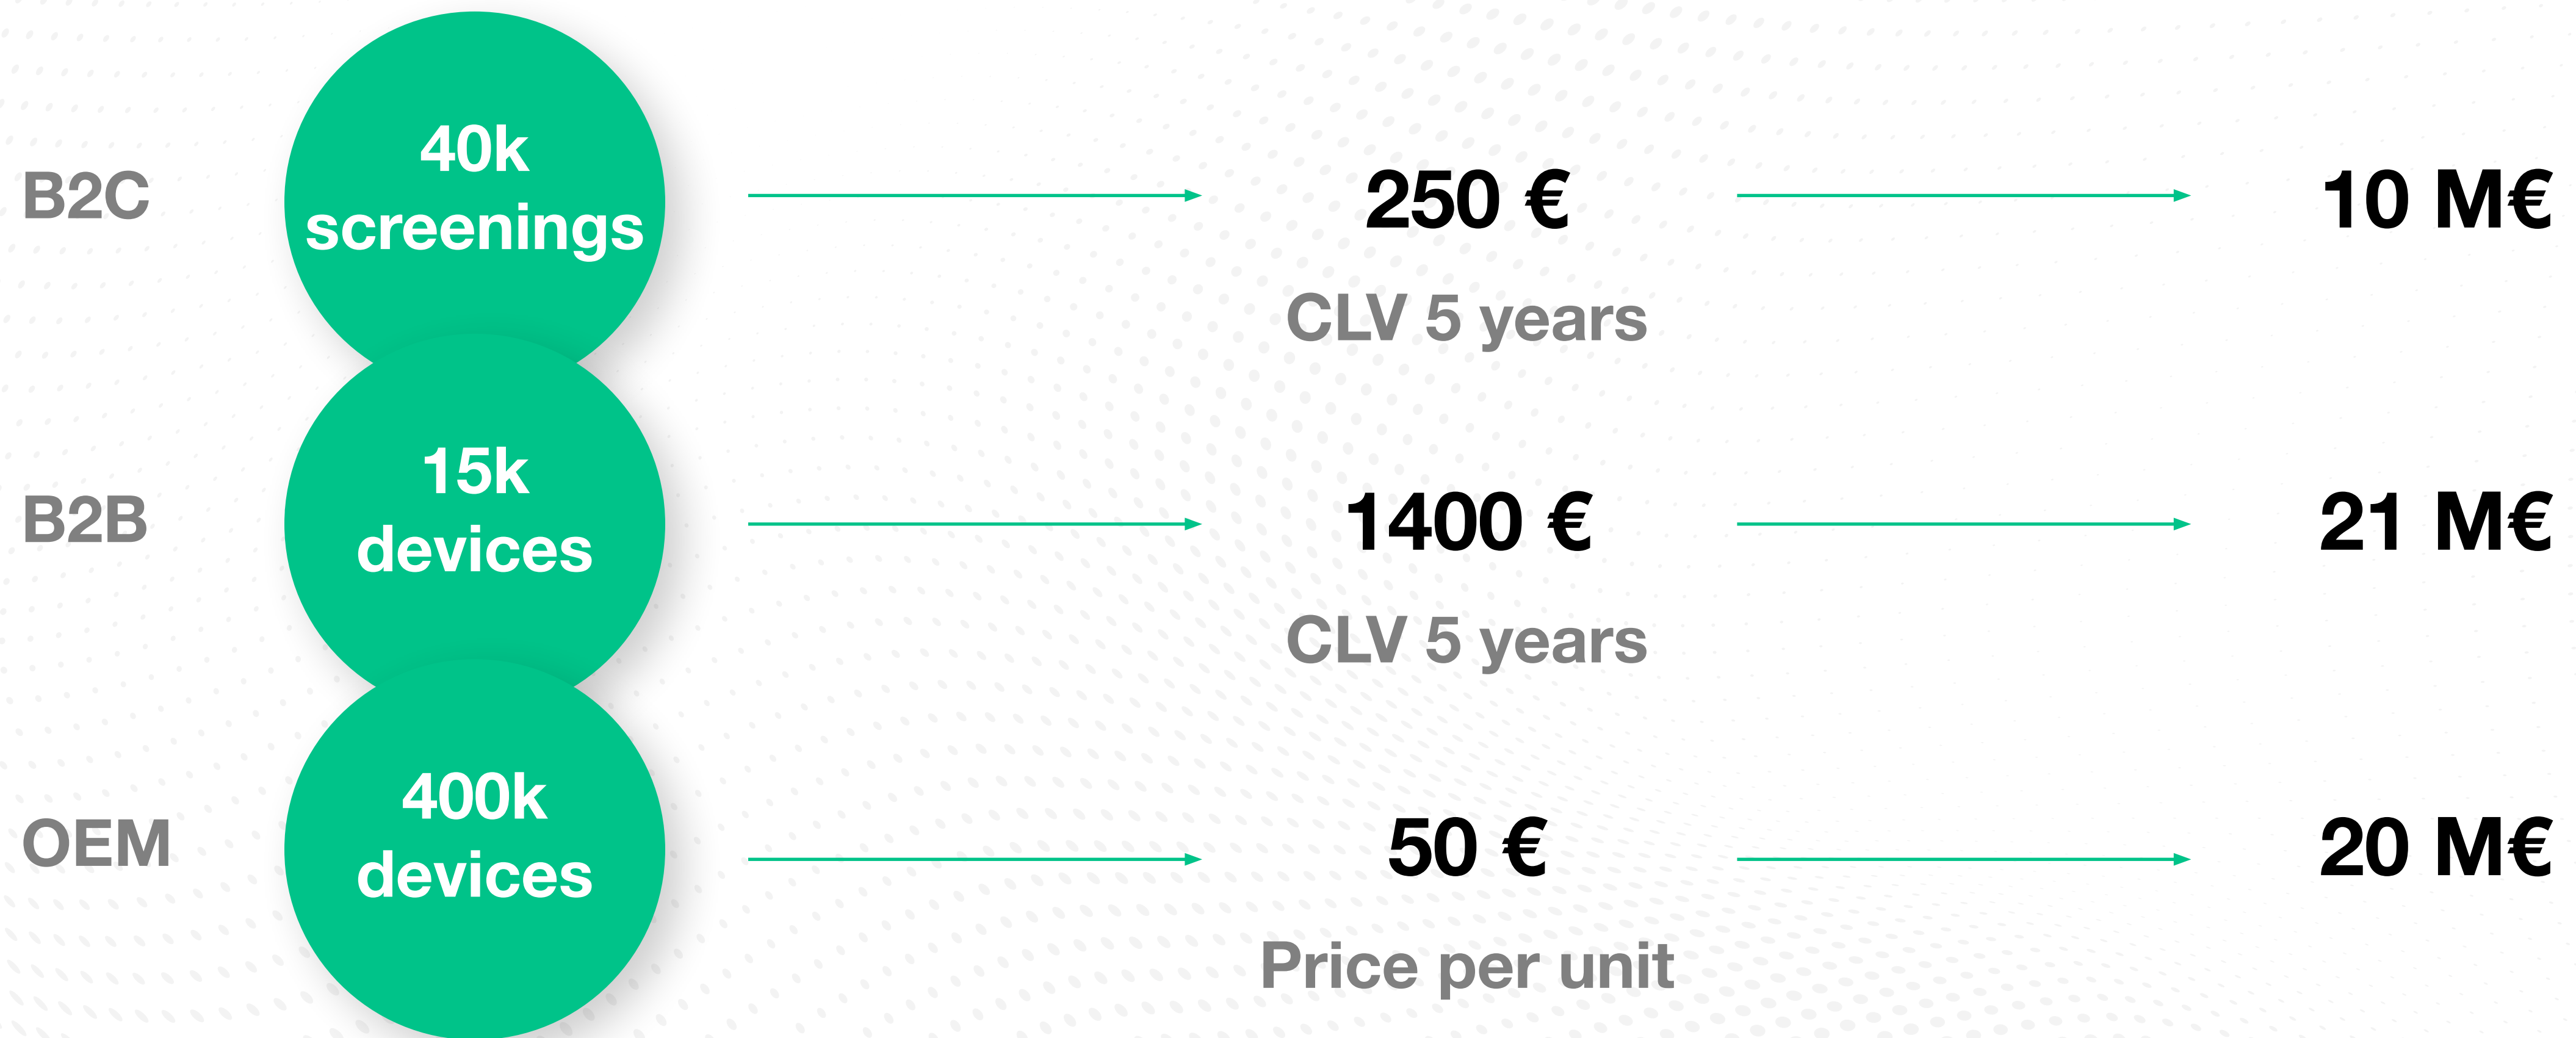 B2C
40k
screenings
250 €
CLV 5 years
10 M€
B2B
15k
devices
1400 €
CLV 5 years
21 M€
OEM
400k
devices
50 €
Price per unit
20 M€